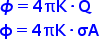 ϕ = 4πK · Q
ϕ = 4πK · σA